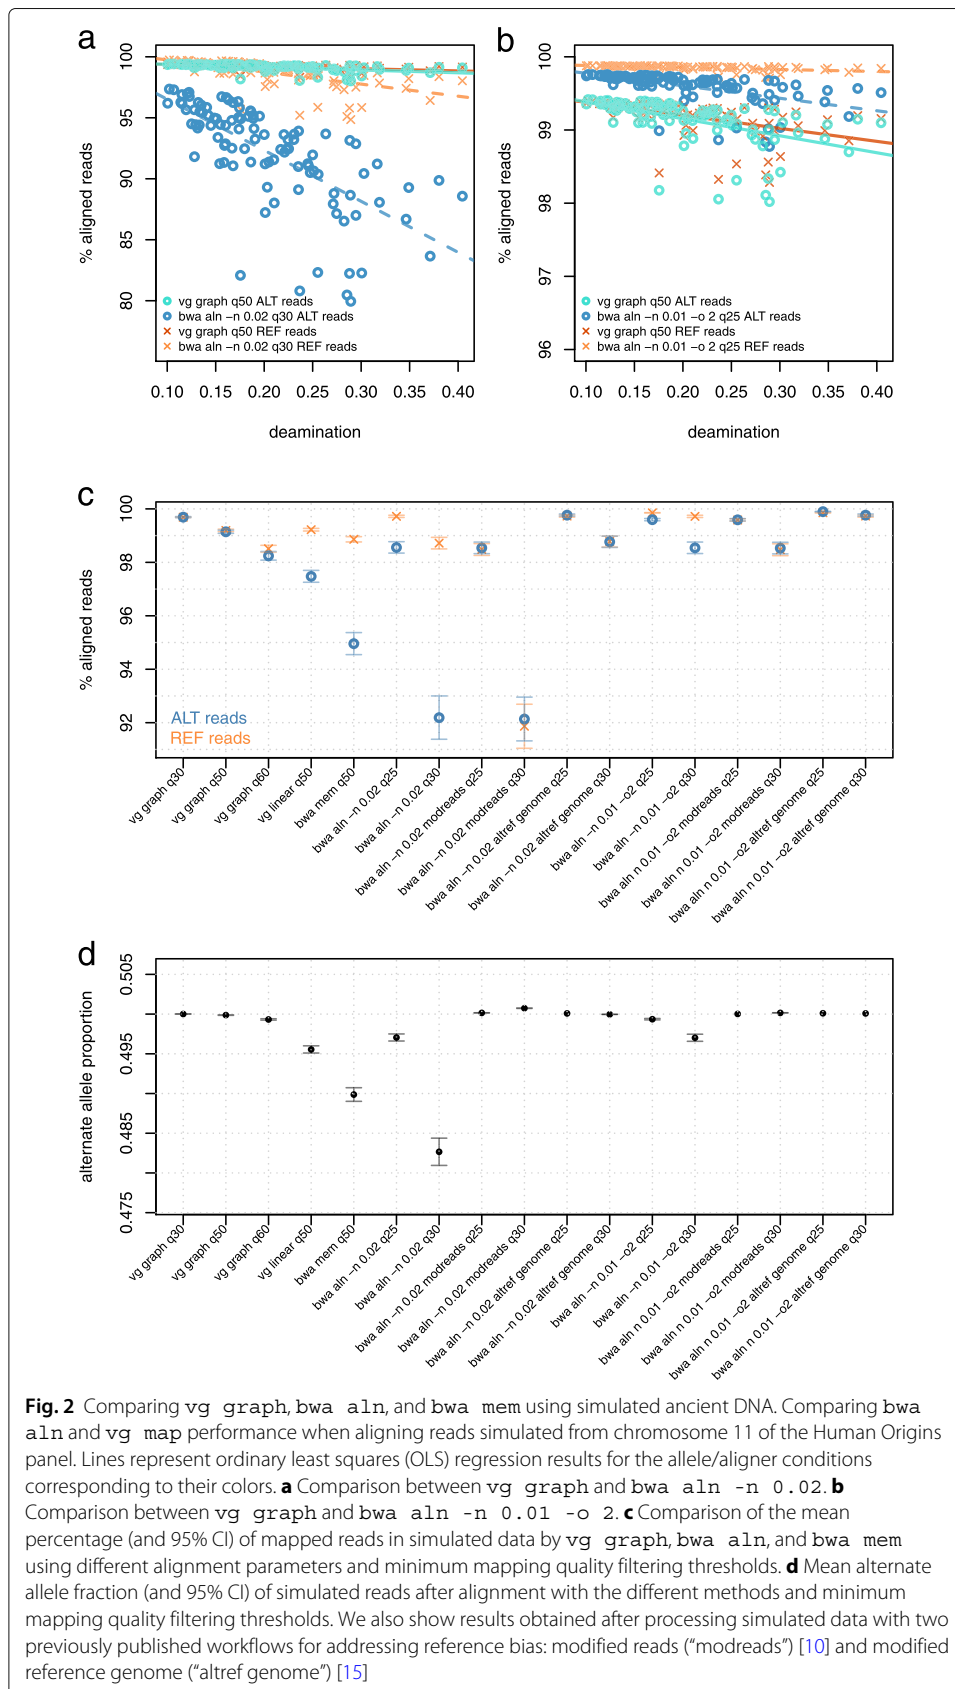 a
b
100
95
90
85
80
% aligned reads
vg graph q50 ALT reads
bwa aln −n 0.02 q30 ALT reads
vg graph q50 REF reads
bwa aln −n 0.02 q30 REF reads
0.10 0.15 0.20 0.25 0.30 0.35 0.40
deamination
100
99
98
97
96
% aligned reads
vg graph q50 ALT reads
bwa aln −n 0.01 −o 2 q25 ALT reads
vg graph q50 REF reads
bwa aln −n 0.01 −o 2 q25 REF reads
0.10 0.15 0.20 0.25 0.30 0.35 0.40
deamination
c
100
98
96
94
92
% aligned reads
ALT reads
REF reads
vg graph q30
vg graph q50
vg graph q60
vg linear q50
bwa mem q50
bwa aln −n 0.02 q25
bwa aln −n 0.02 q30
bwa aln −n 0.02 modreads q25
bwa aln −n 0.02 modreads q30
bwa aln −n 0.02 altref genome q25
bwa aln −n 0.02 altref genome q30
bwa aln −n 0.01 −o2 q25
bwa aln −n 0.01 −o2 q30
bwa aln n 0.01 −o2 modreads q25
bwa aln n 0.01 −o2 modreads q30
bwa aln n 0.01 −o2 altref genome q25
bwa aln n 0.01 −o2 altref genome q30
d
0.505
0.495
0.485
0.475
alternate allele proportion
vg graph q30
vg graph q50
vg graph q60
vg linear q50
bwa mem q50
bwa aln −n 0.02 q25
bwa aln −n 0.02 q30
bwa aln −n 0.02 modreads q25
bwa aln −n 0.02 modreads q30
bwa aln −n 0.02 altref genome q25
bwa aln −n 0.02 altref genome q30
bwa aln −n 0.01 −o2 q25
bwa aln −n 0.01 −o2 q30
bwa aln n 0.01 −o2 modreads q25
bwa aln n 0.01 −o2 modreads q30
bwa aln n 0.01 −o2 altref genome q25
bwa aln n 0.01 −o2 altref genome q30
Fig. 2 Comparing vg graph, bwa aln, and bwa mem using simulated ancient DNA. Comparing bwa
aln and vg map performance when aligning reads simulated from chromosome 11 of the Human Origins
panel. Lines represent ordinary least squares (OLS) regression results for the allele/aligner conditions
corresponding to their colors. a Comparison between vg graph and bwa aln -n 0.02. b
Comparison between vg graph and bwa aln -n 0.01 -o 2. c Comparison of the mean
percentage (and 95% CI) of mapped reads in simulated data by vg graph, bwa aln, and bwa mem
using different alignment parameters and minimum mapping quality filtering thresholds. d Mean alternate
allele fraction (and 95% CI) of simulated reads after alignment with the different methods and minimum
mapping quality filtering thresholds. We also show results obtained after processing simulated data with two
previously published workflows for addressing reference bias: modified reads (“modreads”) [10] and modified
reference genome (“altref genome”) [15]